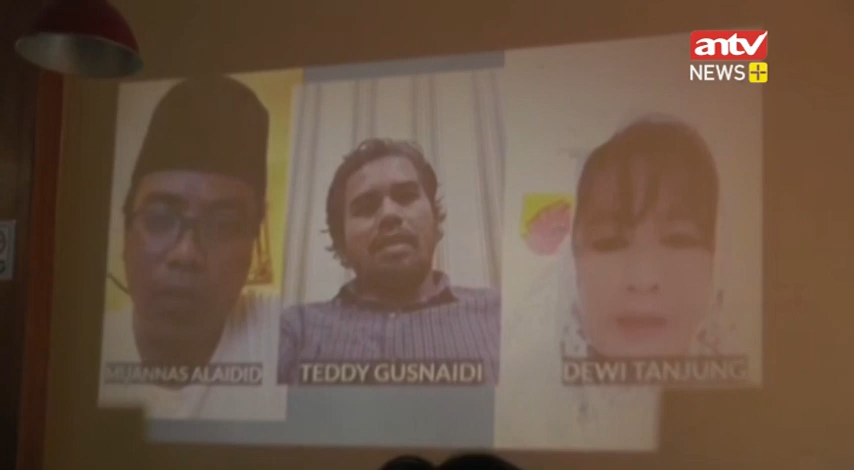 antv
NEWS+
MUANNAS ALAIDID
TEDDY GUSNAIDI
DEWI TANJUNG